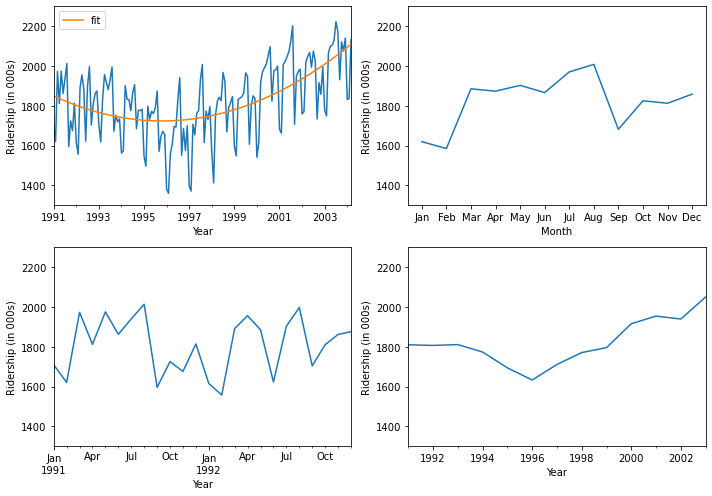 2200
2000
1800
1600
1400
Ridership (in 000s)
fit
1991 1993 1995 1997 1999 2001 2003
Year
2200
2000
1800
1600
1400
Ridership (in 000s)
Jan Feb Mar Apr May Jun Jul Aug Sep Oct Nov Dec
Month
2200
2000
1800
1600
1400
Ridership (in 000s)
Jan Apr Jul Oct Jan Apr Jul Oct
1991 1992
Year
2200
2000
1800
1600
1400
Ridership (in 000s)
1992 1994 1996 1998 2000 2002
Year